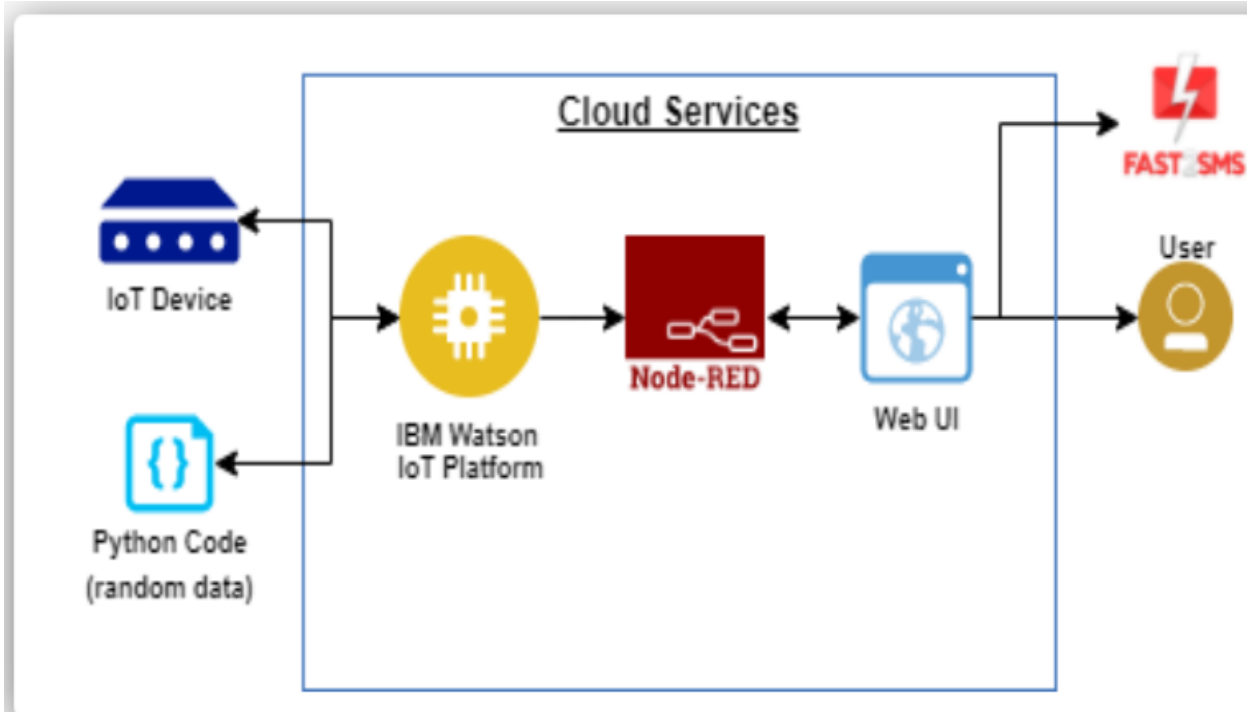 Cloud Services
FAST2SMS
IoT Device
User
Node-RED
IBM Watson
IoT Platform
Web UI
Python Code
(random data)